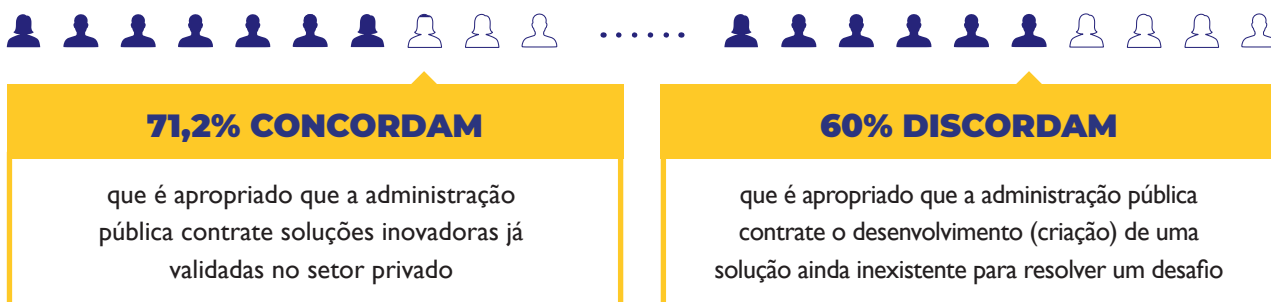 71,2% CONCORDAM
que é apropriado que a administração
pública contrate soluções inovadoras já
validadas no setor privado
60% DISCORDAM
que é apropriado que a administração pública
contrate o desenvolvimento (criação) de uma
solução ainda inexistente para resolver um desafio